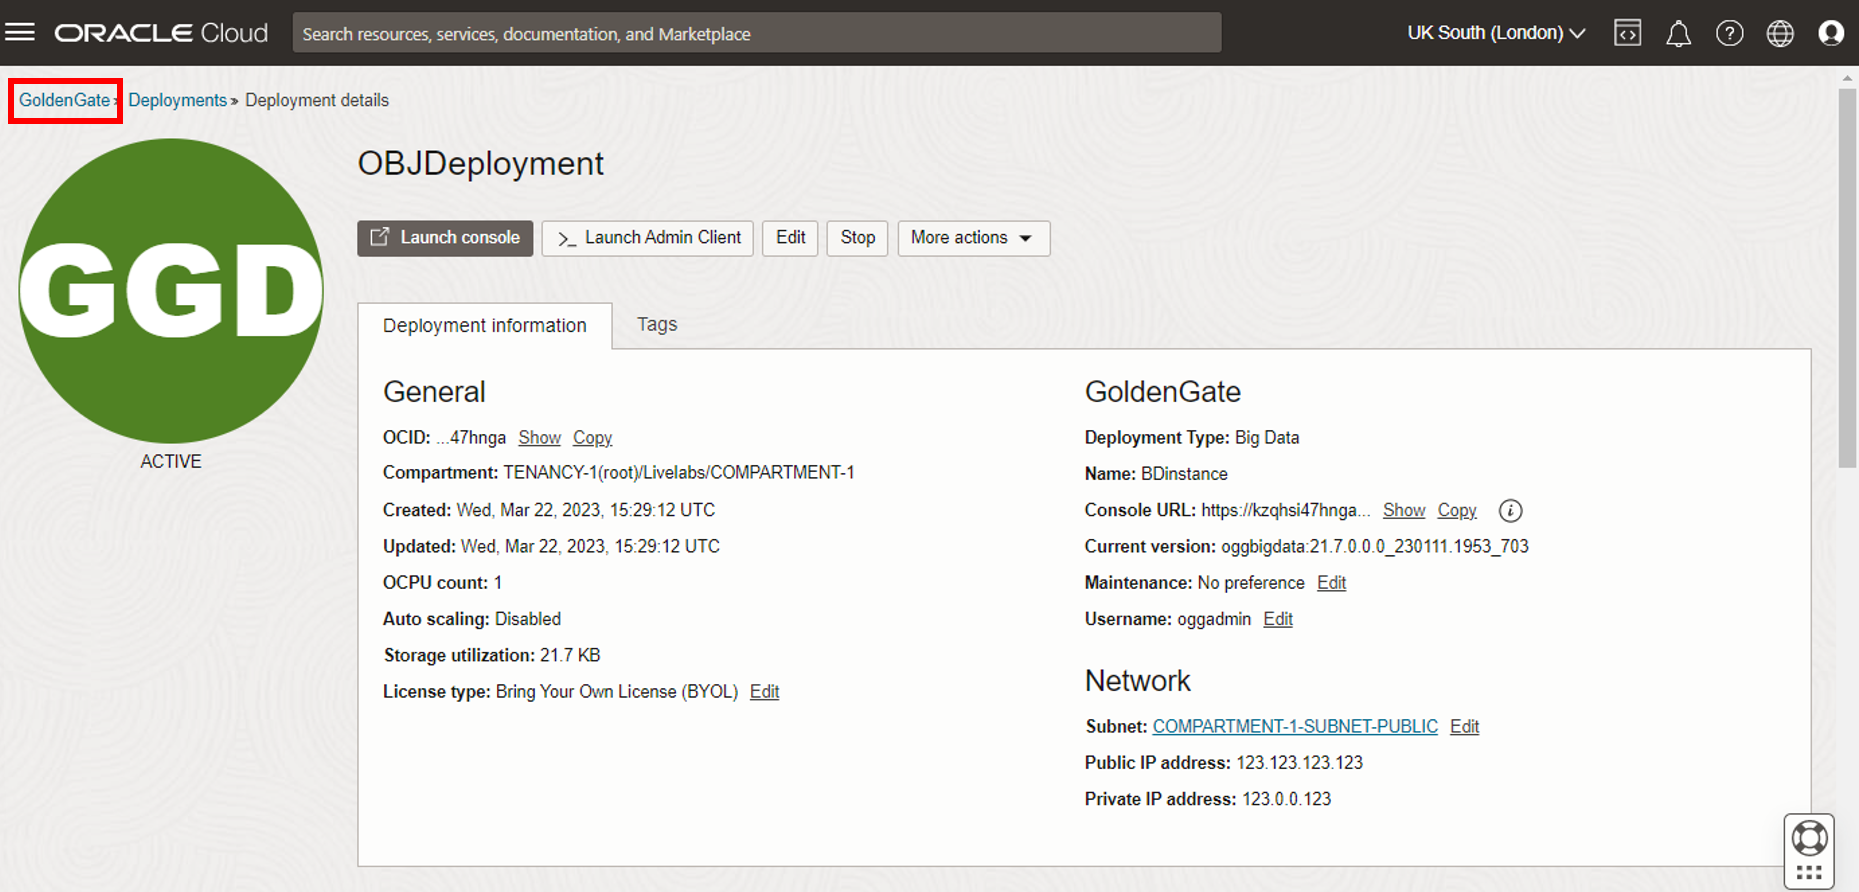 ORACLE Cloud
Search resources, services, documentation, and Marketplace
UK South (London)
GoldenGate » Deployments » Deployment details
GGD
ACTIVE
OBJDeployment
Launch console
>_ Launch Admin Client
Edit
Stop
More actions
Deployment information
Tags
General
OCID: ...47hnga Show Copy
Compartment: TENANCY-1(root)/Livelabs/COMPARTMENT-1
Created: Wed, Mar 22, 2023, 15:29:12 UTC
Updated: Wed, Mar 22, 2023, 15:29:12 UTC
OCPU count: 1
Auto scaling: Disabled
Storage utilization: 21.7 KB
License type: Bring Your Own License (BYOL) Edit
GoldenGate
Deployment Type: Big Data
Name: BDinstance
Console URL: https://kzqhsi47hnga... Show Copy
Current version: oggbigdata:21.7.0.0.0_230111.1953_703
Maintenance: No preference Edit
Username: oggadmin Edit
Network
Subnet: COMPARTMENT-1-SUBNET-PUBLIC Edit
Public IP address: 123.123.123.123
Private IP address: 123.0.0.123